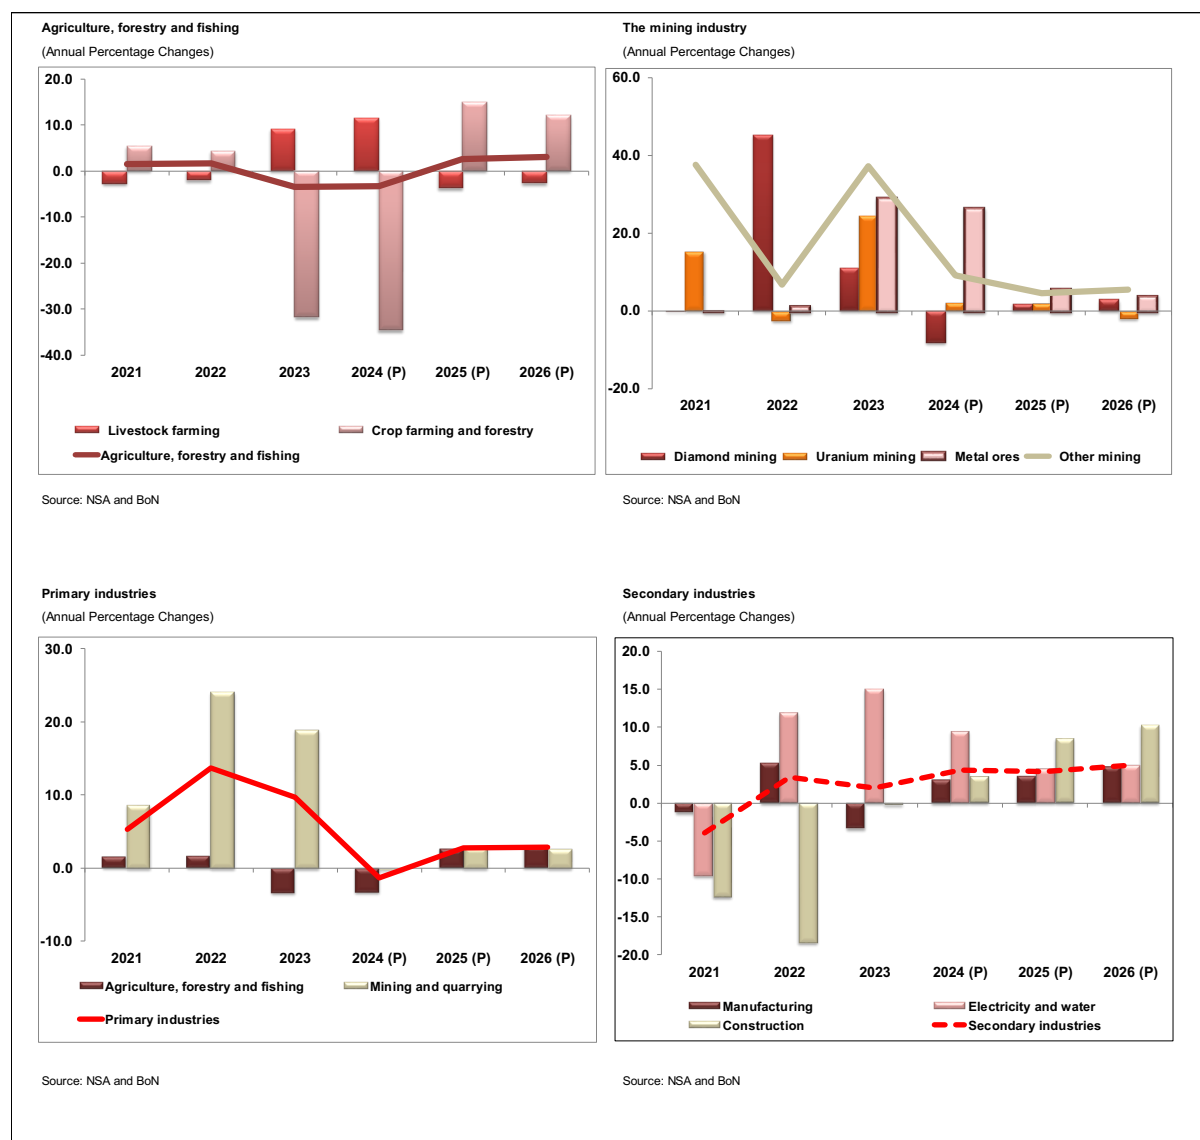 Agriculture, forestry and fishing
(Annual Percentage Changes)
20.0
10.0
0.0
-10.0
-20.0
-30.0
-40.0
2021 2022 2023 2024 (P) 2025 (P) 2026 (P)
Livestock farming Crop farming and forestry
Agriculture, forestry and fishing
Source: NSA and BoN
The mining industry
(Annual Percentage Changes)
60.0
40.0
20.0
0.0
-20.0
2021 2022 2023 2024 (P) 2025 (P) 2026 (P)
Diamond mining Uranium mining Metal ores Other mining
Source: NSA and BoN
Primary industries
(Annual Percentage Changes)
30.0
20.0
10.0
0.0
-10.0
2021 2022 2023 2024 (P) 2025 (P) 2026 (P)
Agriculture, forestry and fishing Mining and quarrying
Primary industries
Source: NSA and BoN
Secondary industries
(Annual Percentage Changes)
20.0
15.0
10.0
5.0
0.0
-5.0
-10.0
-15.0
-20.0
2021 2022 2023 2024 (P) 2025 (P) 2026 (P)
Manufacturing Electricity and water
Construction Secondary industries
Source: NSA and BoN